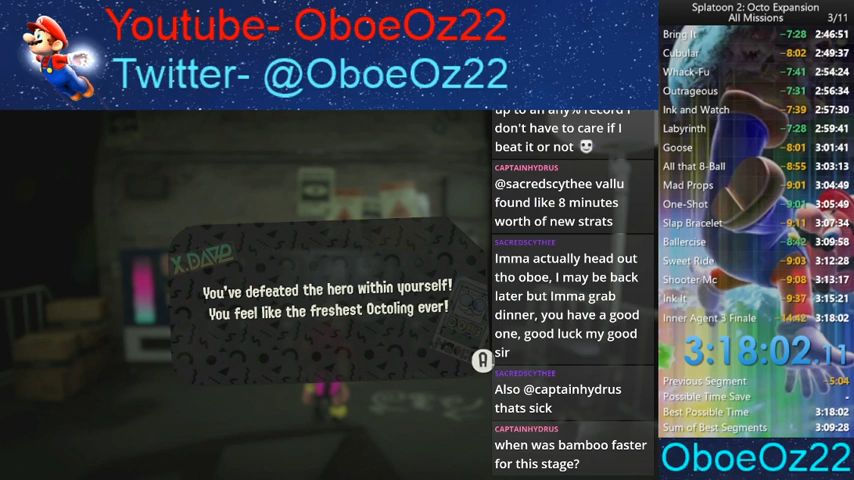 Youtube- OboeOz22
Twitter- @OboeOz22
up to an any% record I
don't have to care if I
beat it or not
CAPTAINHYDRUS
@sacredscythee vallu
found like 8 minutes
worth of new strats
SACREDSCYTHEE
Imma actually head out
tho oboe, I may be back
later but Imma grab
dinner, you have a good
one, good luck my good
sir
SACREDSCYTHEE
Also @captainhydrus
thats sick
CAPTAINHYDRUS
when was bamboo faster
for this stage?
You've defeated the hero within yourself!
You feel like the freshest Octoling ever!
A
Splatoon 2: Octo Expansion
All Missions 3/11
Bring It -7:28 2:46:51
Cubular -8:02 2:49:37
Whack-Fu -7:41 2:54:24
Outrageous -7:31 2:56:34
Ink and Watch -7:39 2:57:30
Labyrinth -7:28 2:59:41
Goose -8:01 3:01:41
All that 8-Ball -8:55 3:03:13
Mad Props -9:01 3:04:49
One-Shot -9:01 3:05:49
Slap Bracelet -9:11 3:07:34
Ballercise -8:42 3:09:58
Sweet Ride -9:03 3:12:28
Shooter Mc -9:08 3:13:17
Ink It -9:37 3:15:21
Inner Agent 3 Finale -14:42 3:18:02
3:18:02.11
Previous Segment -5:04
Possible Time Save -
Best Possible Time 3:18:02
Sum of Best Segments 3:09:28
OboeOz22